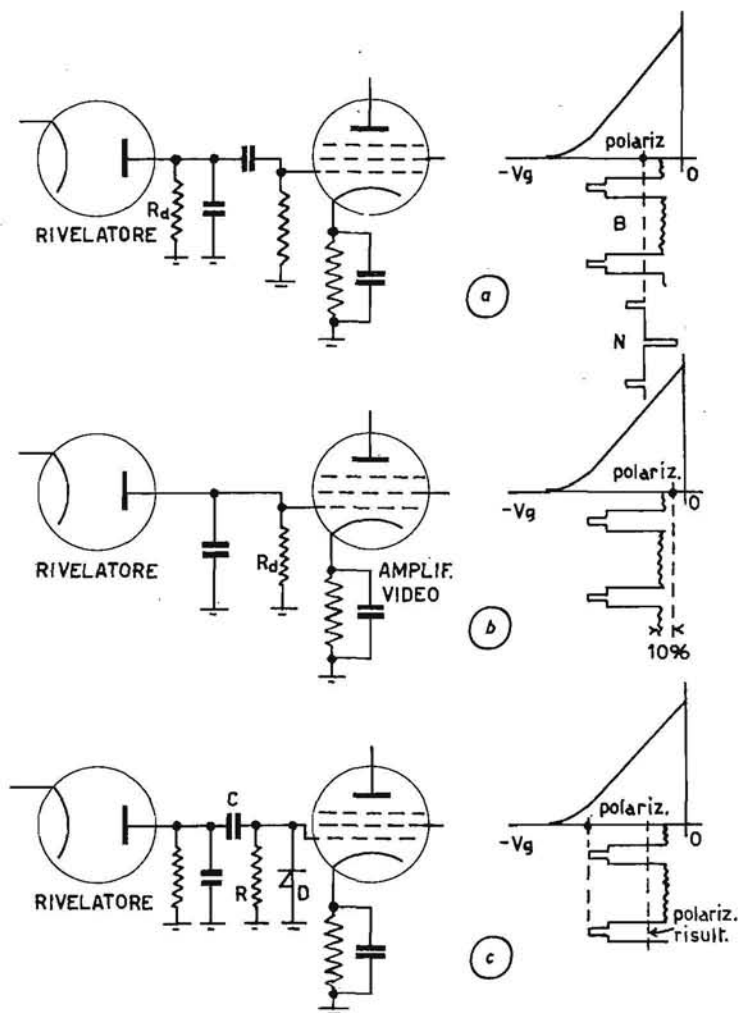 polariz
-Vg
0
Rd
RIVELATORE
B
a
N
polariz.
-Vg
0
RIVELATORE
Rd
AMPLIF.
VIDEO
b
10%
C
polariz.
-Vg
0
R
D
RIVELATORE
polariz.
risult.
c